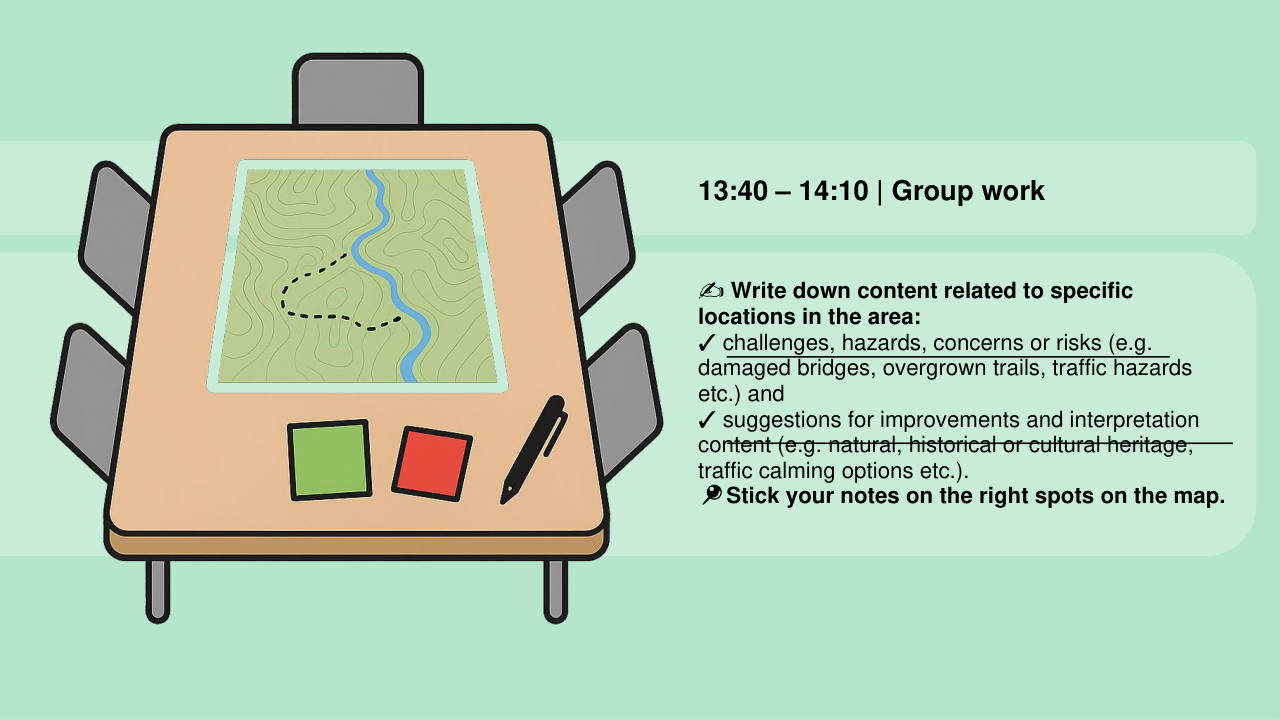 13:40 – 14:10 | Group work
✍ Write down content related to specific
locations in the area:
✓ challenges, hazards, concerns or risks (e.g.
damaged bridges, overgrown trails, traffic hazards
etc.) and
✓ suggestions for improvements and interpretation
content (e.g. natural, historical or cultural heritage,
traffic calming options etc.).
📍Stick your notes on the right spots on the map.